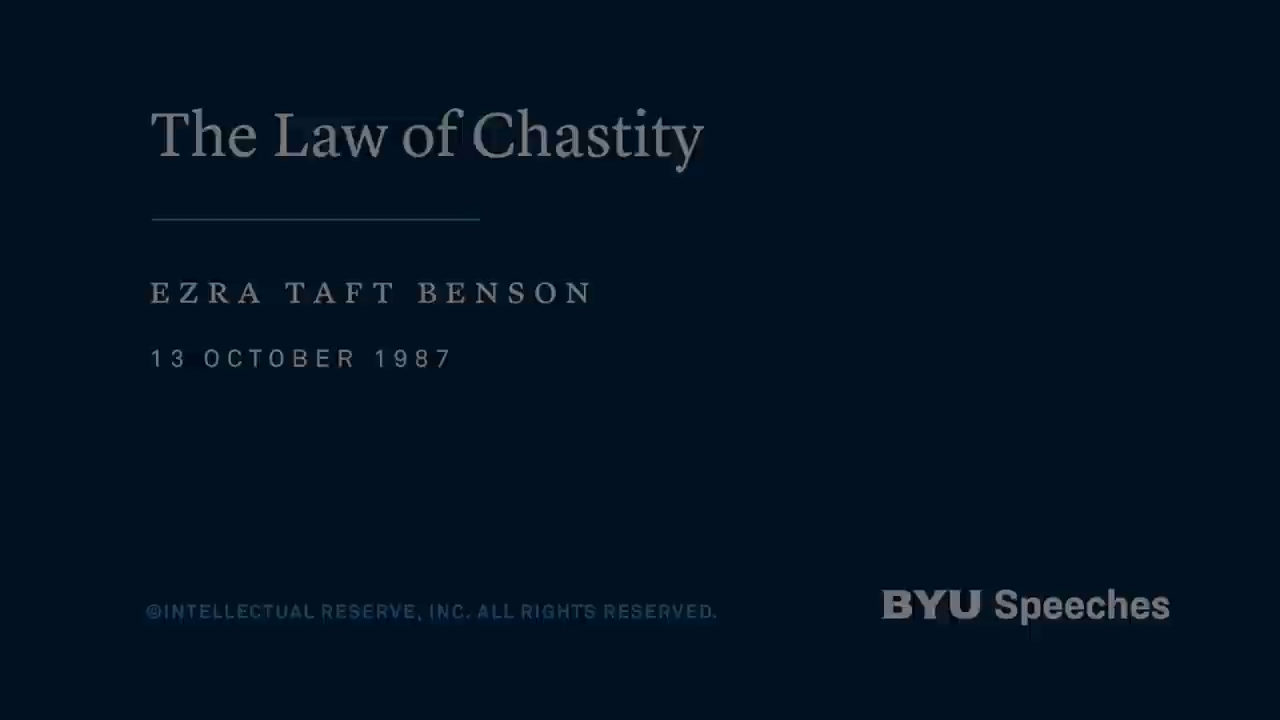 The Law of Chastity
EZRA TAFT BENSON
13 OCTOBER 1987
©INTELLECTUAL RESERVE, INC. ALL RIGHTS RESERVED.
BYU Speeches